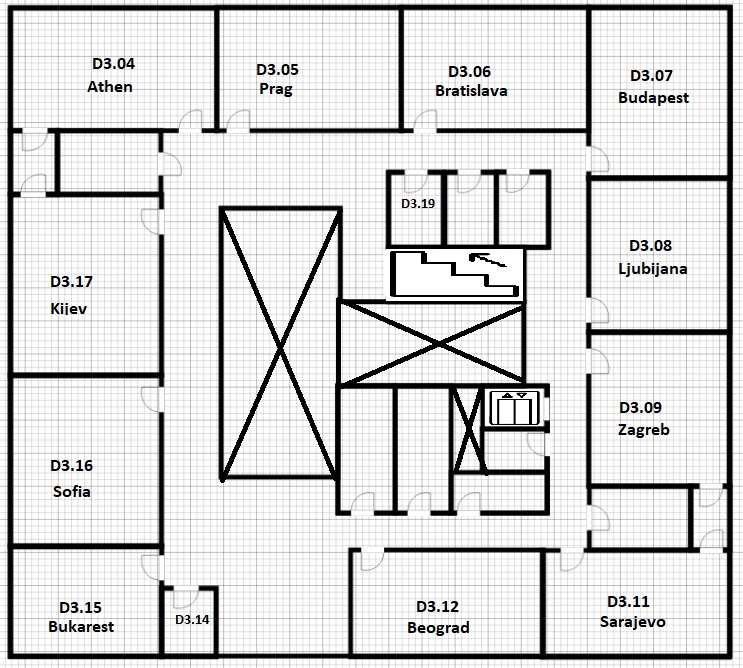 D3.04
Athen
D3.05
Prag
D3.06
Bratislava
D3.07
Budapest
D3.19
D3.08
Ljubijana
D3.17
Kijev
D3.09
Zagreb
D3.16
Sofia
D3.15
Bukarest
D3.14
D3.12
Beograd
D3.11
Sarajevo